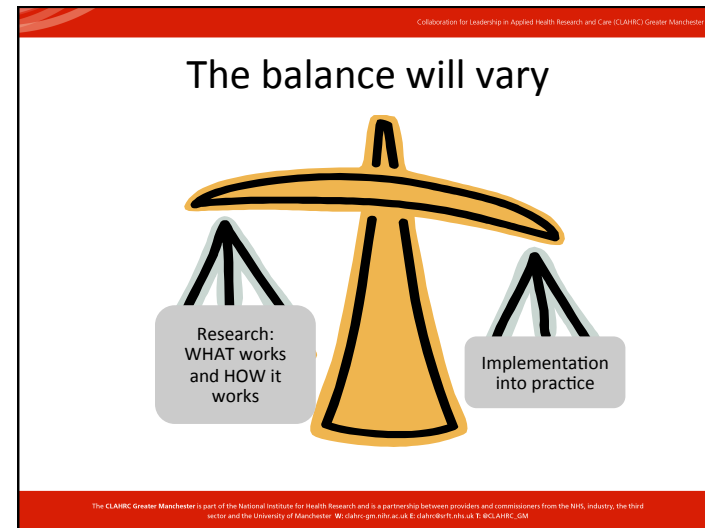 Collaboration for Leadership in Applied Health Research and Care (CLAHRC) Greater Manchester
The balance will vary
Research:
WHAT works
and HOW it
works
Implementation
into practice
The CLAHRC Greater Manchester is part of the National Institute for Health Research and is a partnership between providers and commissioners from the NHS, industry, the third
sector and the University of Manchester W: clahrc-gm.nihr.ac.uk E: clahrc@srft.nhs.uk T: @CLAHRC_GM